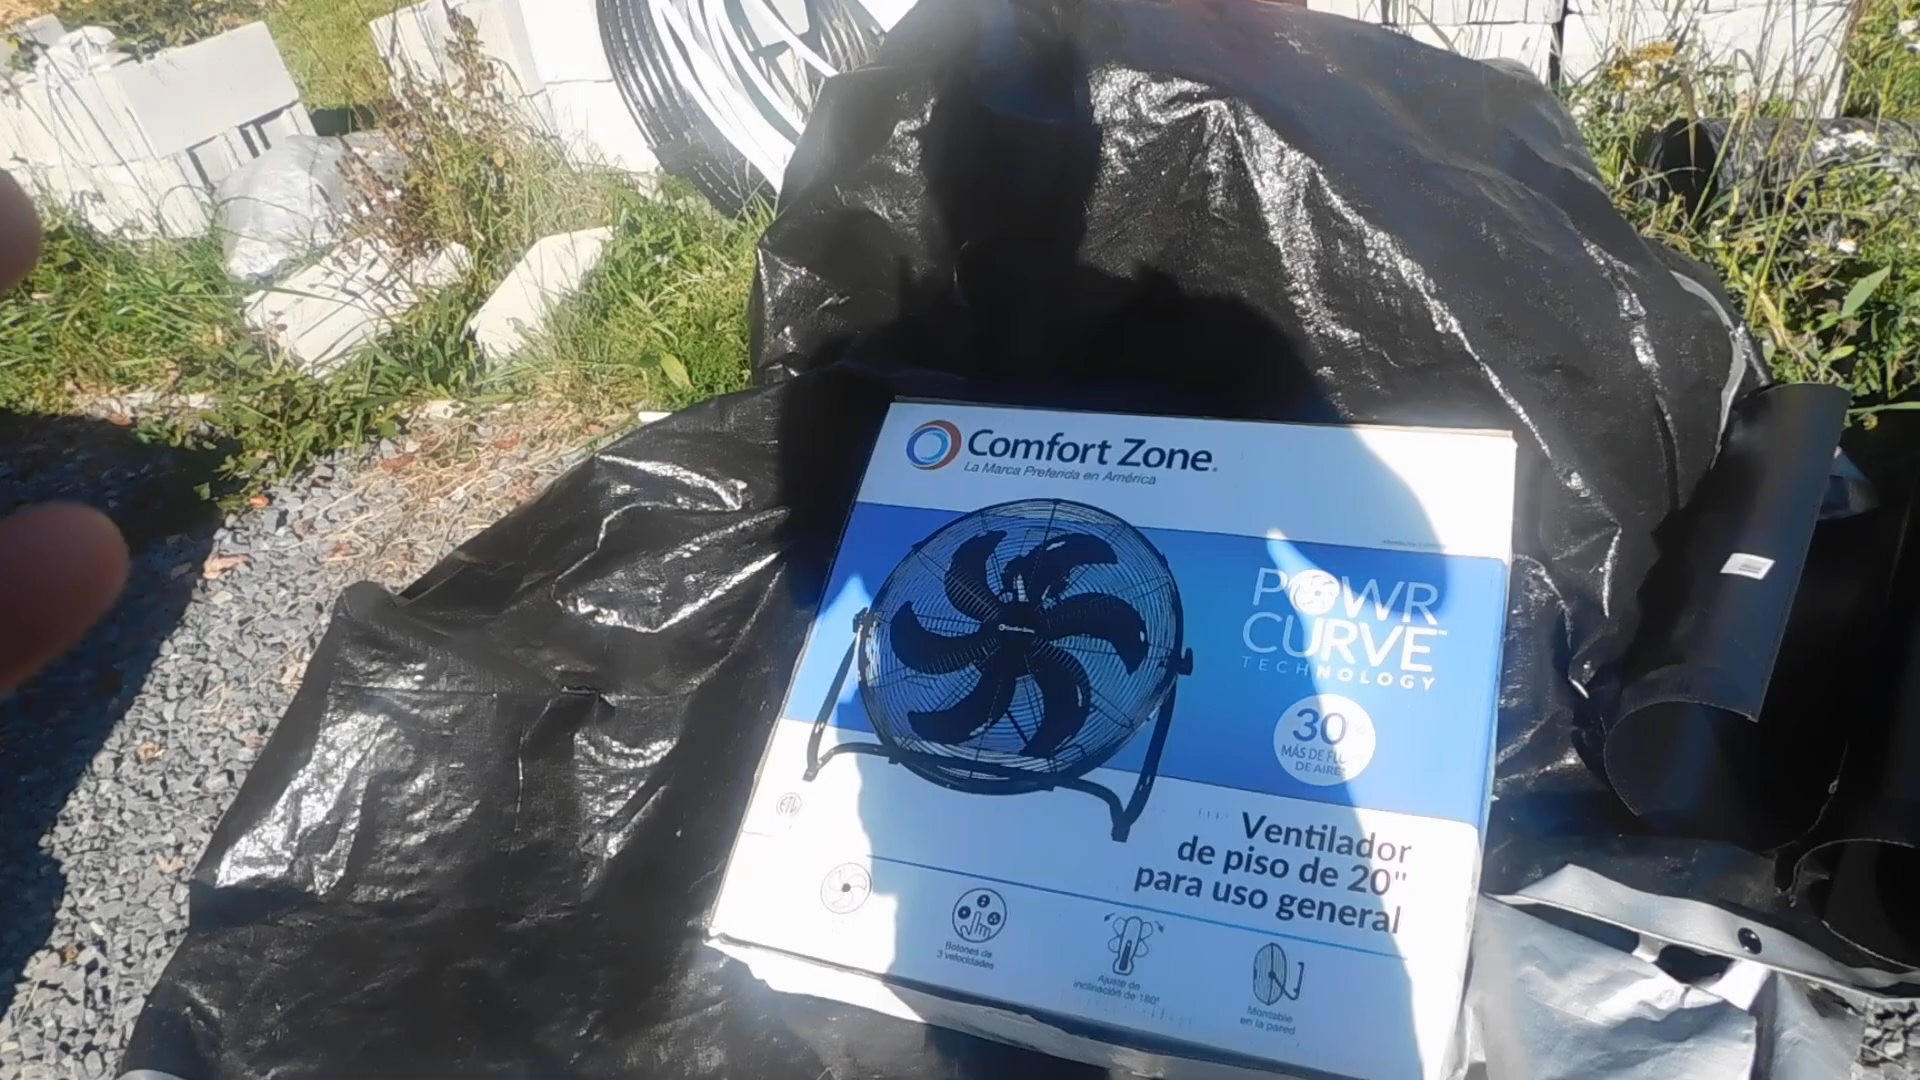 Comfort Zone
La Marca Preferida en América
POWR
CURVE™
TECHNOLOGY
30
MÁS DE
DE AIRE
Ventilador
de piso de 20"
para uso general
Botones de
3 velocidades
Ajuste de
inclinación de 180°
Montable
en la pared